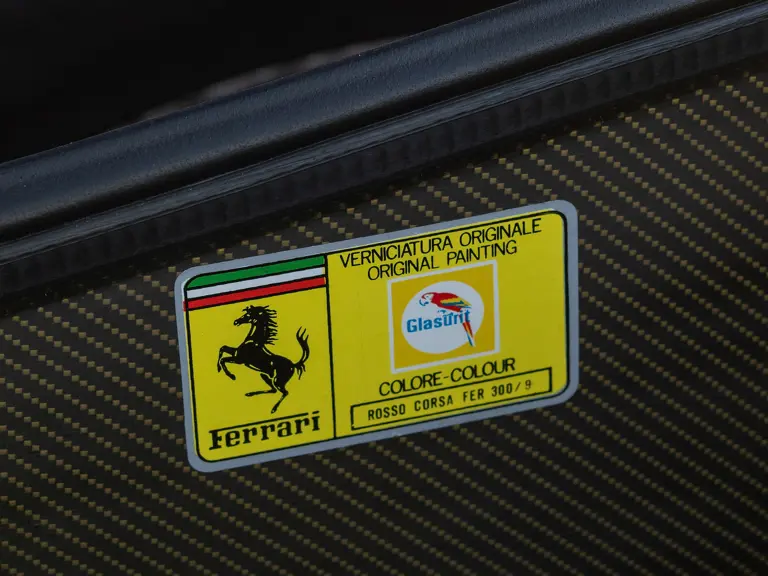 VERNICIATURA ORIGINALE
ORIGINAL PAINTING
Glasurit
COLORE-COLOUR
ROSSO CORSA FER 300/9
Ferrari